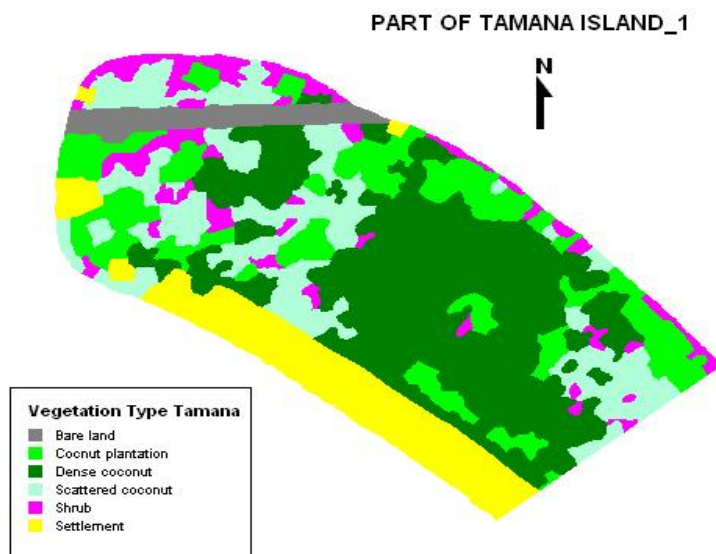 PART OF TAMANA ISLAND_1
N
Vegetation Type Tamana
Bare land
Cocnut plantation
Dense coconut
Scattered coconut
Shrub
Settlement